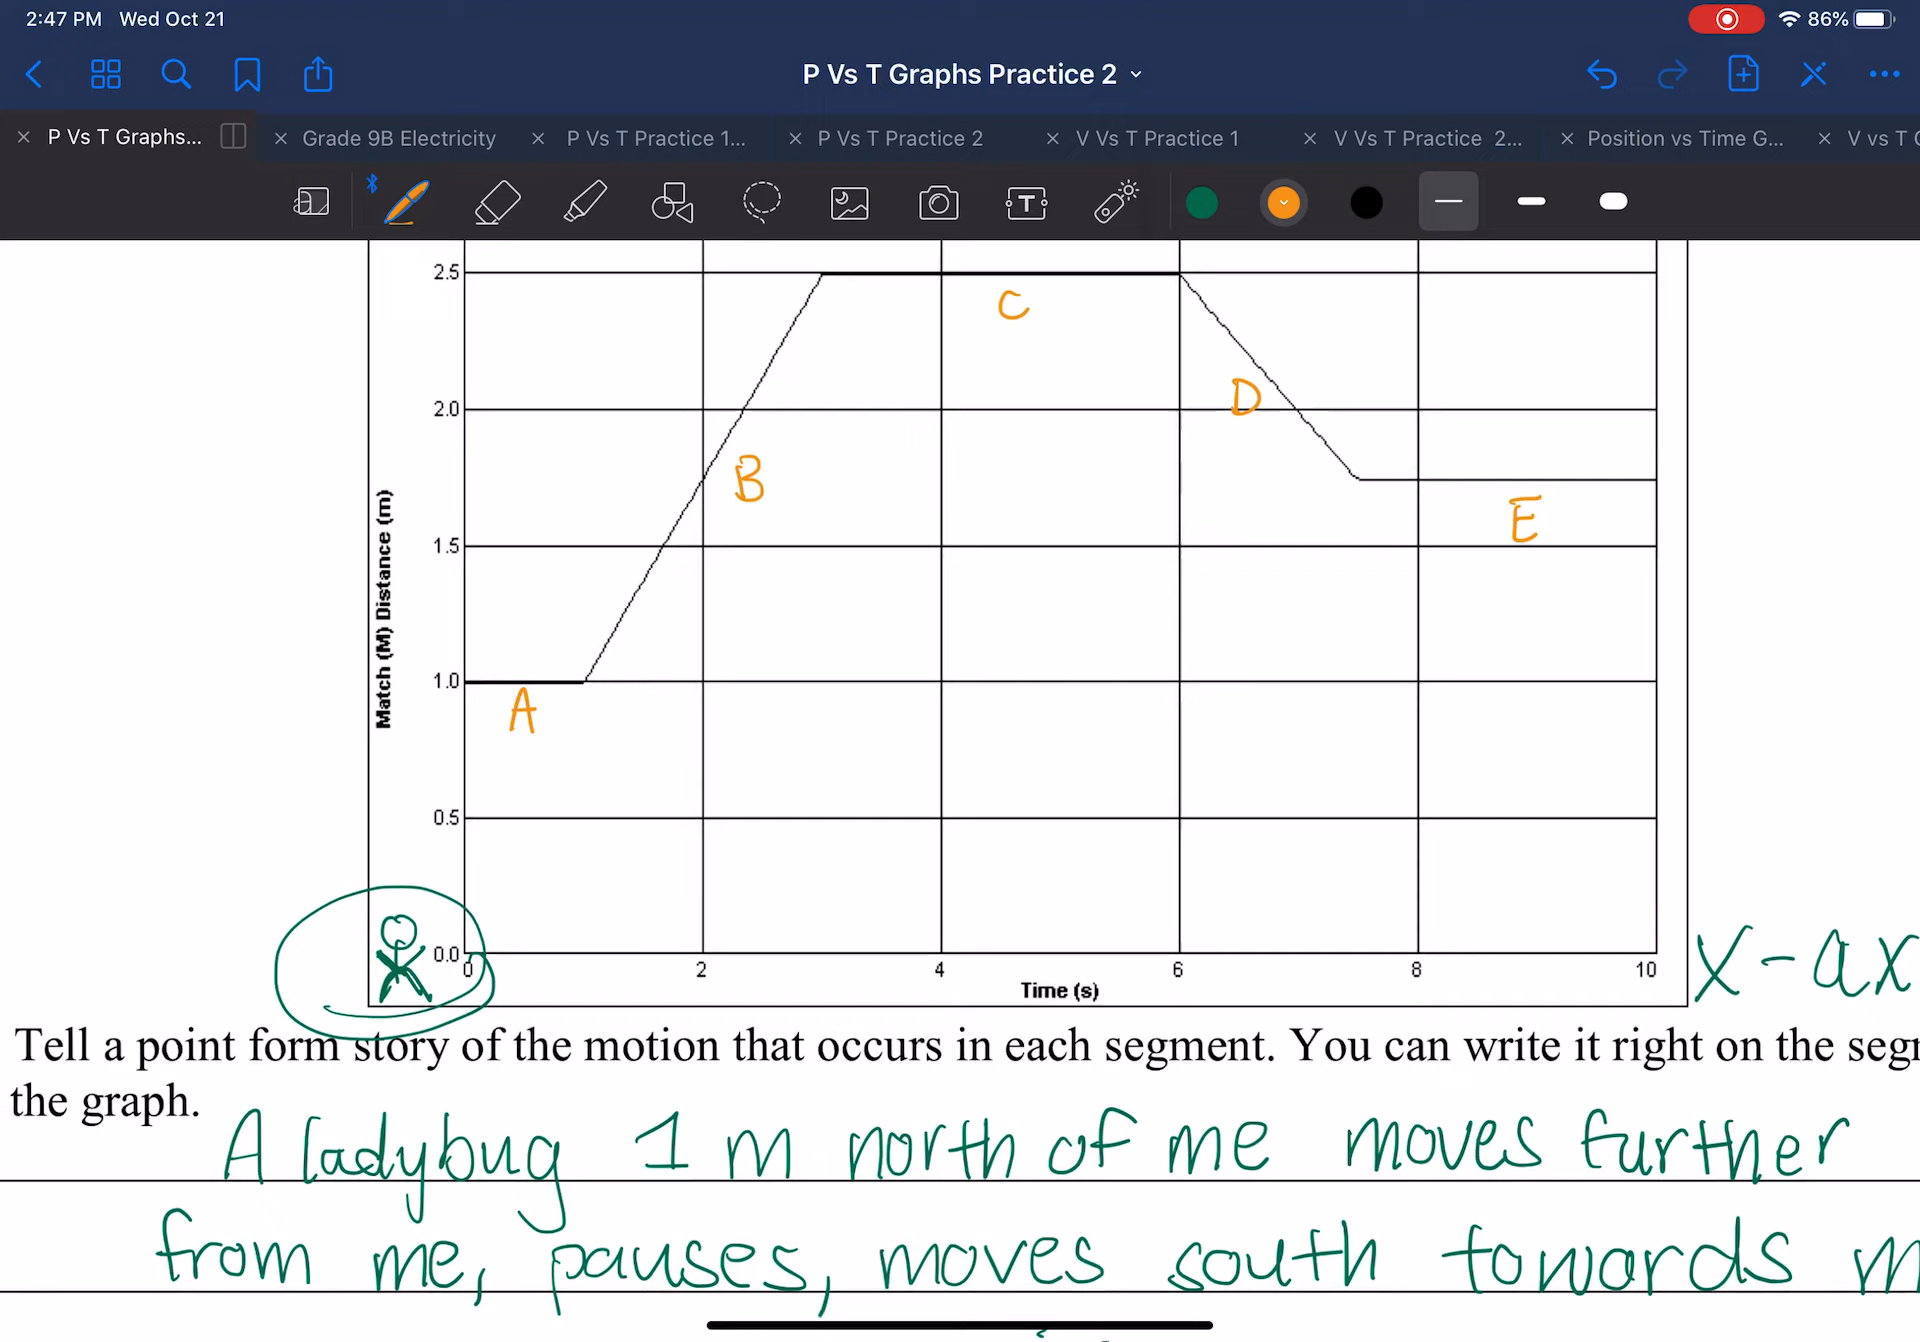 2:47 PM Wed Oct 21
86%
P Vs T Graphs Practice 2
P Vs T Graphs...
Grade 9B Electricity
P Vs T Practice 1...
P Vs T Practice 2
V Vs T Practice 1
V Vs T Practice 2...
Position vs Time G...
V vs T
T
2.5
C
2.0
D
B
E
Match (M) Distance (m)
1.5
1.0
A
0.5
0.0
0 2 4 6 8 10
Time (s)
x-ax
Tell a point form story of the motion that occurs in each segment. You can write it right on the seg
the graph.
A ladybug 1 m north of me moves further
from me, pauses, moves south towards m